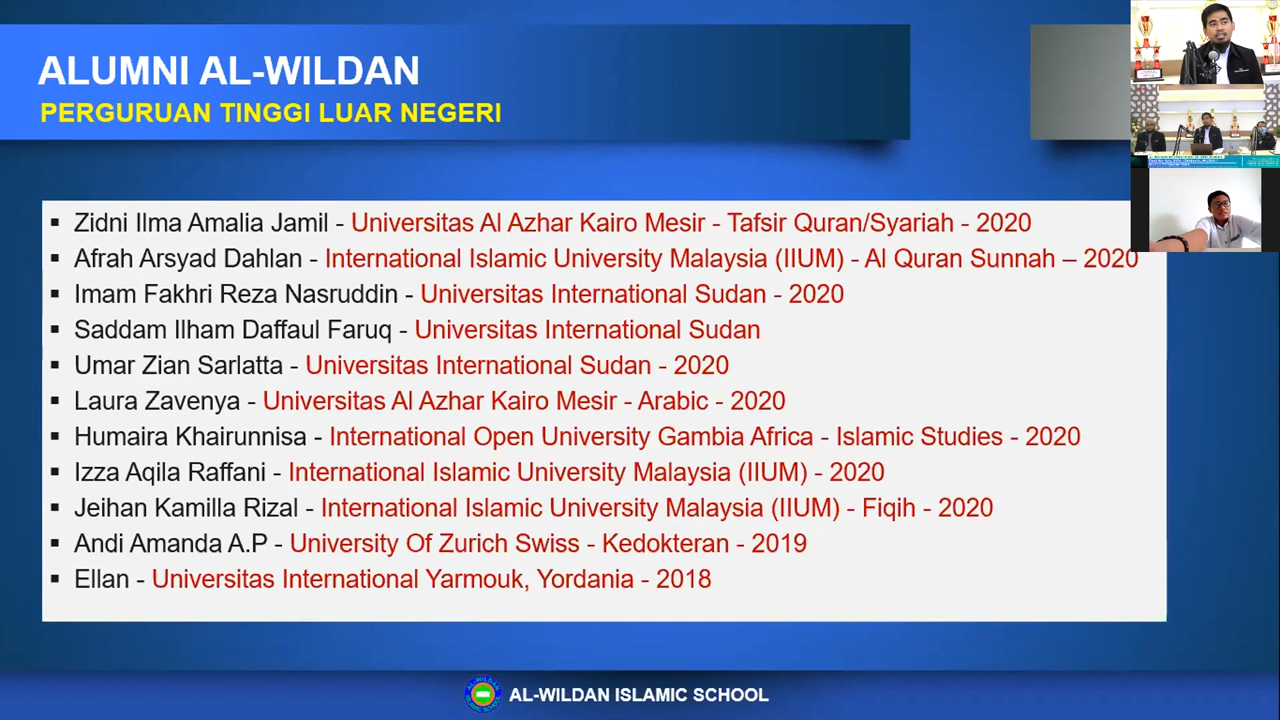 ALUMNI AL-WILDAN
PERGURUAN TINGGI LUAR NEGERI
▪ Zidni Ilma Amalia Jamil - Universitas Al Azhar Kairo Mesir - Tafsir Quran/Syariah - 2020
▪ Afrah Arsyad Dahlan - International Islamic University Malaysia (IIUM) - Al Quran Sunnah – 2020
▪ Imam Fakhri Reza Nasruddin - Universitas International Sudan - 2020
▪ Saddam Ilham Daffaul Faruq - Universitas International Sudan
▪ Umar Zian Sarlatta - Universitas International Sudan - 2020
▪ Laura Zavenya - Universitas Al Azhar Kairo Mesir - Arabic - 2020
▪ Humaira Khairunnisa - International Open University Gambia Africa - Islamic Studies - 2020
▪ Izza Aqila Raffani - International Islamic University Malaysia (IIUM) - 2020
▪ Jeihan Kamilla Rizal - International Islamic University Malaysia (IIUM) - Fiqih - 2020
▪ Andi Amanda A.P - University Of Zurich Swiss - Kedokteran - 2019
▪ Ellan - Universitas International Yarmouk, Yordania - 2018
AL-WILDAN ISLAMIC SCHOOL